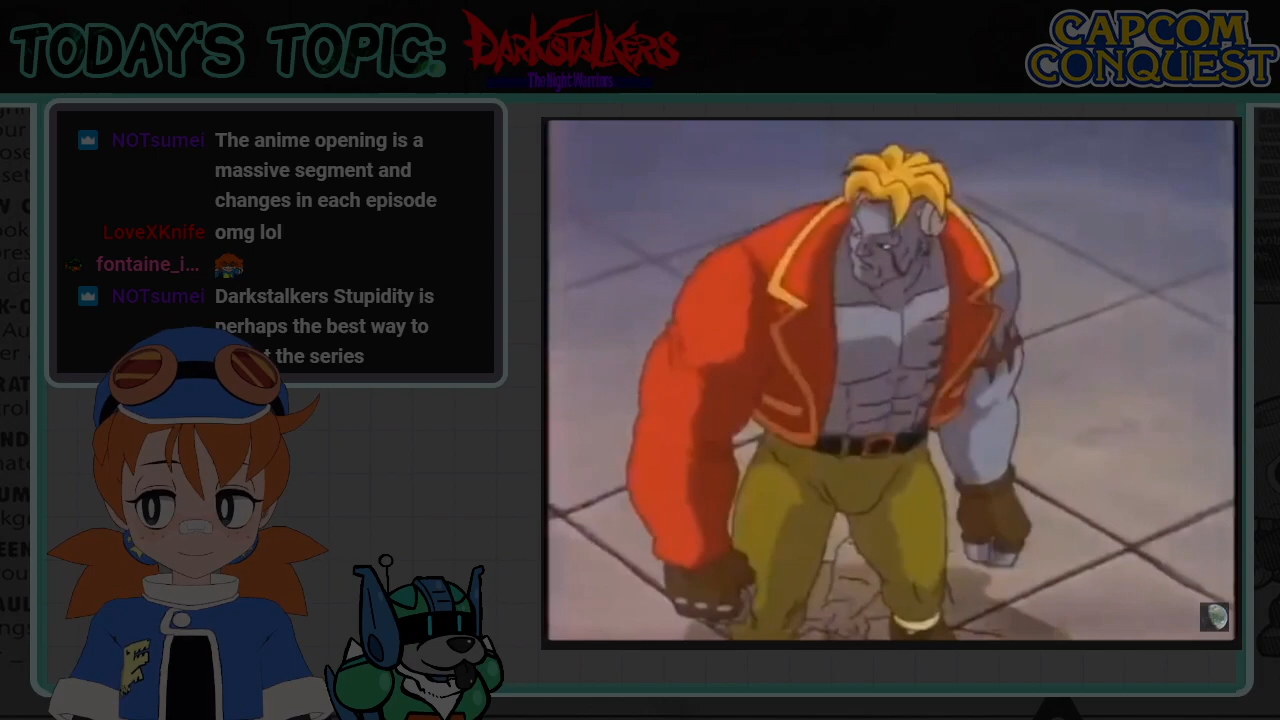 TODAY'S TOPIC:
DARKSTALKERS
The Night Warriors
CAPCOM
CONQUEST
NOTsumei The anime opening is a
massive segment and
changes in each episode
LoveXKnife omg lol
fontaine_i...
NOTsumei Darkstalkers Stupidity is
perhaps the best way to
the series